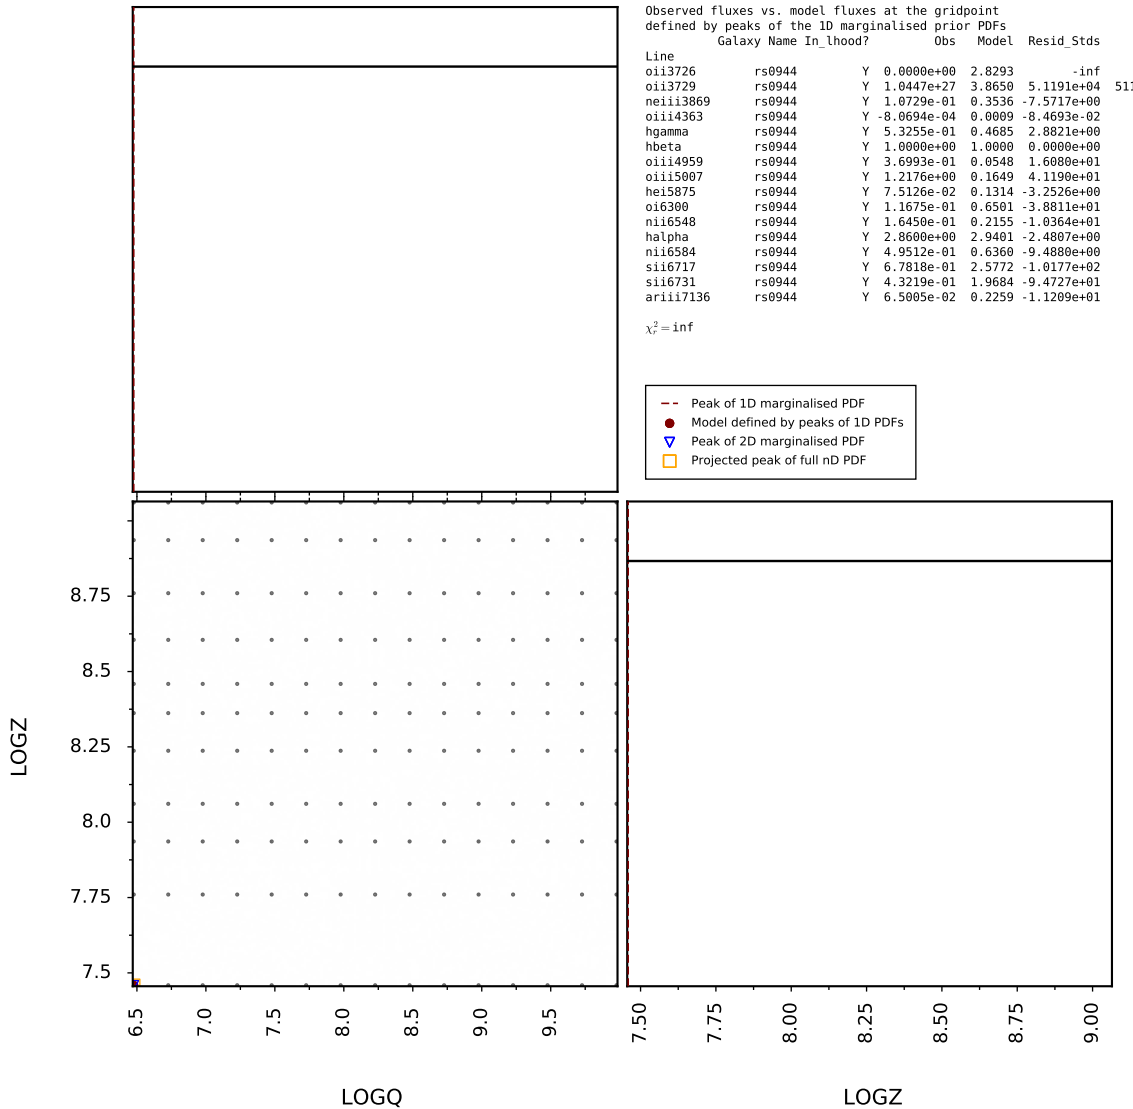 Observed fluxes vs. model fluxes at the gridpoint
defined by peaks of the 1D marginalised prior PDFs
Galaxy Name In_lhood? Obs Model Resid_Stds
Line
oii3726 rs0944 Y 0.0000e+00 2.8293 -inf
oii3729 rs0944 Y 1.0447e+27 3.8650 5.1191e+04 511
neiii3869 rs0944 Y 1.0729e-01 0.3536 -7.5717e+00
oiii4363 rs0944 Y -8.0694e-04 0.0009 -8.4693e-02
hgamma rs0944 Y 5.3255e-01 0.4685 2.8821e+00
hbeta rs0944 Y 1.0000e+00 1.0000 0.0000e+00
oiii4959 rs0944 Y 3.6993e-01 0.0548 1.6080e+01
oiii5007 rs0944 Y 1.2176e+00 0.1649 4.1190e+01
hei5875 rs0944 Y 7.5126e-02 0.1314 -3.2526e+00
oi6300 rs0944 Y 1.1675e-01 0.6501 -3.8811e+01
nii6548 rs0944 Y 1.6450e-01 0.2155 -1.0364e+01
halpha rs0944 Y 2.8600e+00 2.9401 -2.4807e+00
nii6584 rs0944 Y 4.9512e-01 0.6360 -9.4880e+00
sii6717 rs0944 Y 6.7818e-01 2.5772 -1.0177e+02
sii6731 rs0944 Y 4.3219e-01 1.9684 -9.4727e+01
ariii7136 rs0944 Y 6.5005e-02 0.2259 -1.1209e+01
χ²ᵣ = inf
Peak of 1D marginalised PDF
Model defined by peaks of 1D PDFs
Peak of 2D marginalised PDF
Projected peak of full nD PDF
LOGZ
8.75
8.5
8.25
8.0
7.75
7.5
6.5 7.0 7.5 8.0 8.5 9.0 9.5
LOGQ
7.50 7.75 8.00 8.25 8.50 8.75 9.00
LOGZ